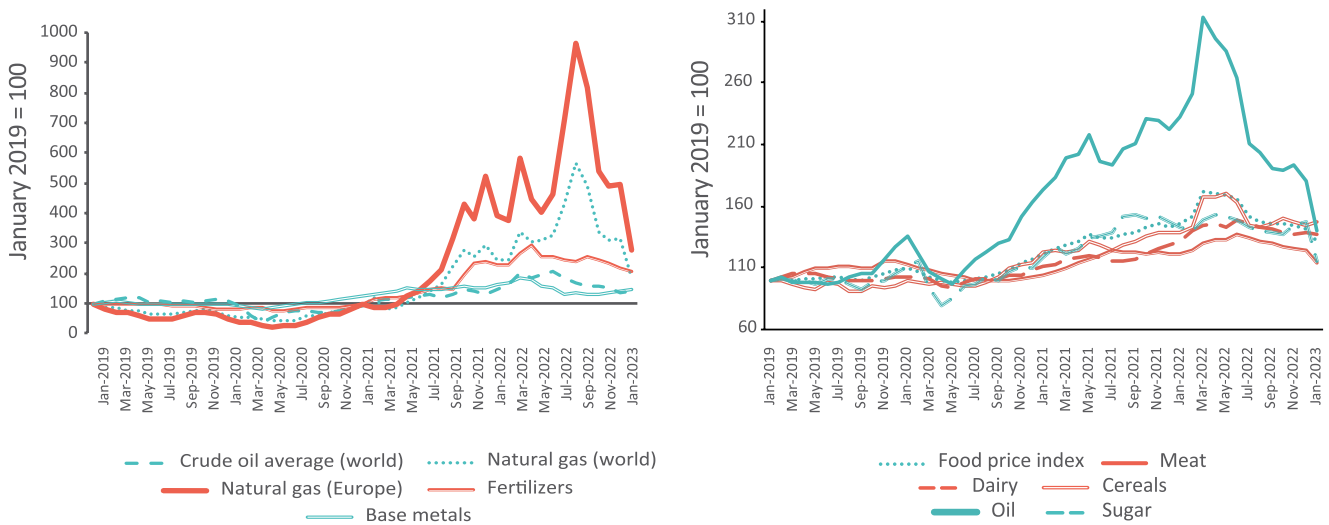 January 2019 = 100
1000
900
800
700
600
500
400
300
200
100
0
Jan-2019
Mar-2019
May-2019
Jul-2019
Sep-2019
Nov-2019
Jan-2020
Mar-2020
May-2020
Jul-2020
Sep-2020
Nov-2020
Jan-2021
Mar-2021
May-2021
Jul-2021
Sep-2021
Nov-2021
Jan-2022
Mar-2022
May-2022
Jul-2022
Sep-2022
Nov-2022
Jan-2023
Crude oil average (world) Natural gas (world)
Natural gas (Europe) Fertilizers
Base metals
January 2019 = 100
310
260
210
160
110
60
Jan-2019
Mar-2019
May-2019
Jul-2019
Sep-2019
Nov-2019
Jan-2020
Mar-2020
May-2020
Jul-2020
Sep-2020
Nov-2020
Jan-2021
Mar-2021
May-2021
Jul-2021
Sep-2021
Nov-2021
Jan-2022
Mar-2022
May-2022
Jul-2022
Sep-2022
Nov-2022
Jan-2023
Food price index Meat
Dairy Cereals
Oil Sugar